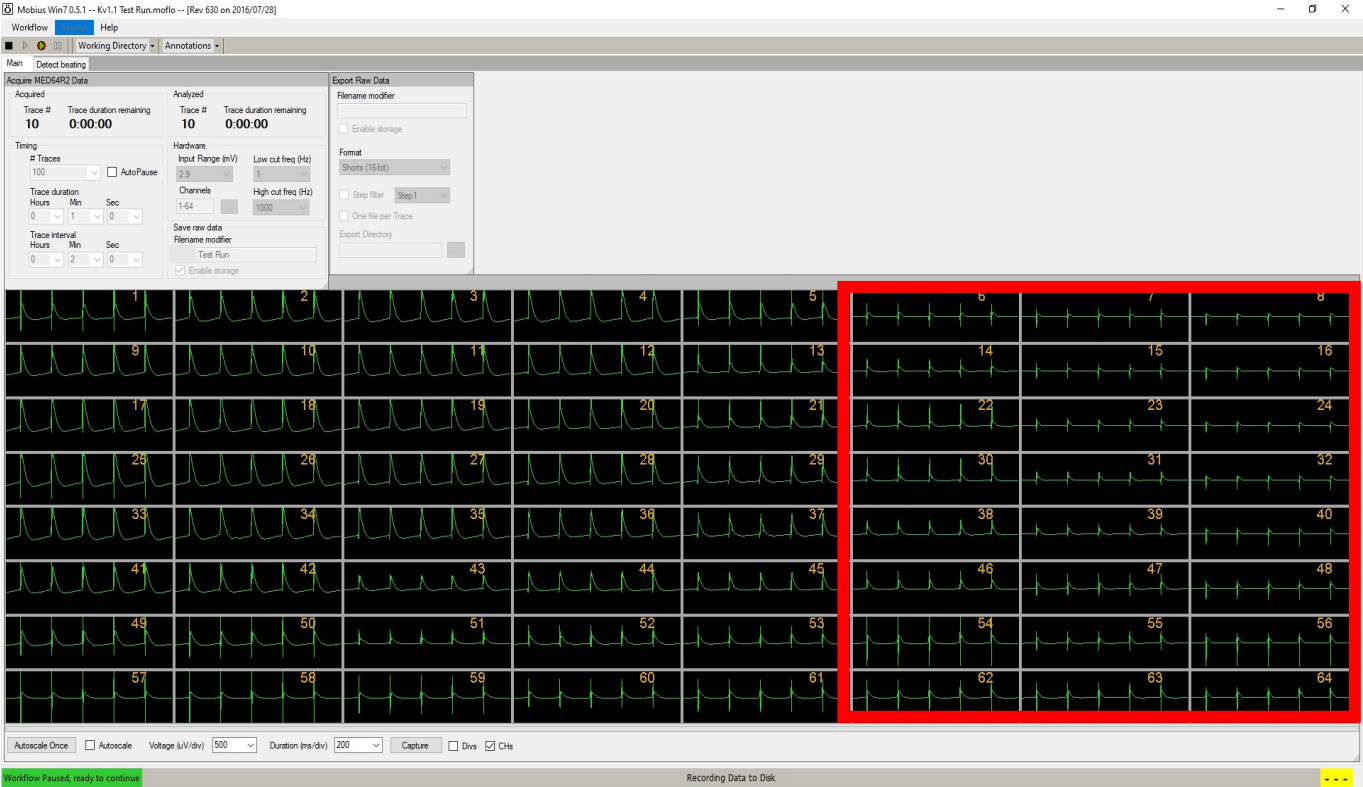 Mobius Win7 0.5.1 -- Kv1.1 Test Run.moflo -- [Rev 630 on 2016/07/28]
Workflow Layout Help
Working Directory Annotations
Main Detect beating
Acquire MED64R2 Data Export Raw Data
Acquired Analyzed Filename modifier
Trace # Trace duration remaining Trace # Trace duration remaining
10 0:00:00 10 0:00:00
Enable storage
Timing Hardware
# Traces Input Range (mV) Low cut freq (Hz) Format
100 AutoPause 2.9 1 Shorts (16-bit)
Trace duration Channels High cut freq (Hz)
Hours Min Sec 1-64 ... 1000 Step filter Step 1
0 1 0 One file per Trace
Trace interval Save raw data Export Directory
Hours Min Sec Filename modifier
0 2 0 Test Run ...
Enable storage
1 2 3 4 5 6 7 8
9 10 11 12 13 14 15 16
17 18 19 20 21 22 23 24
25 26 27 28 29 30 31 32
33 34 35 36 37 38 39 40
41 42 43 44 45 46 47 48
49 50 51 52 53 54 55 56
57 58 59 60 61 62 63 64
Autoscale Once Autoscale Voltage (uV/div) 500 Duration (ms/div) 200 Capture Divs CHs
Workflow Paused, ready to continue Recording Data to Disk - - -